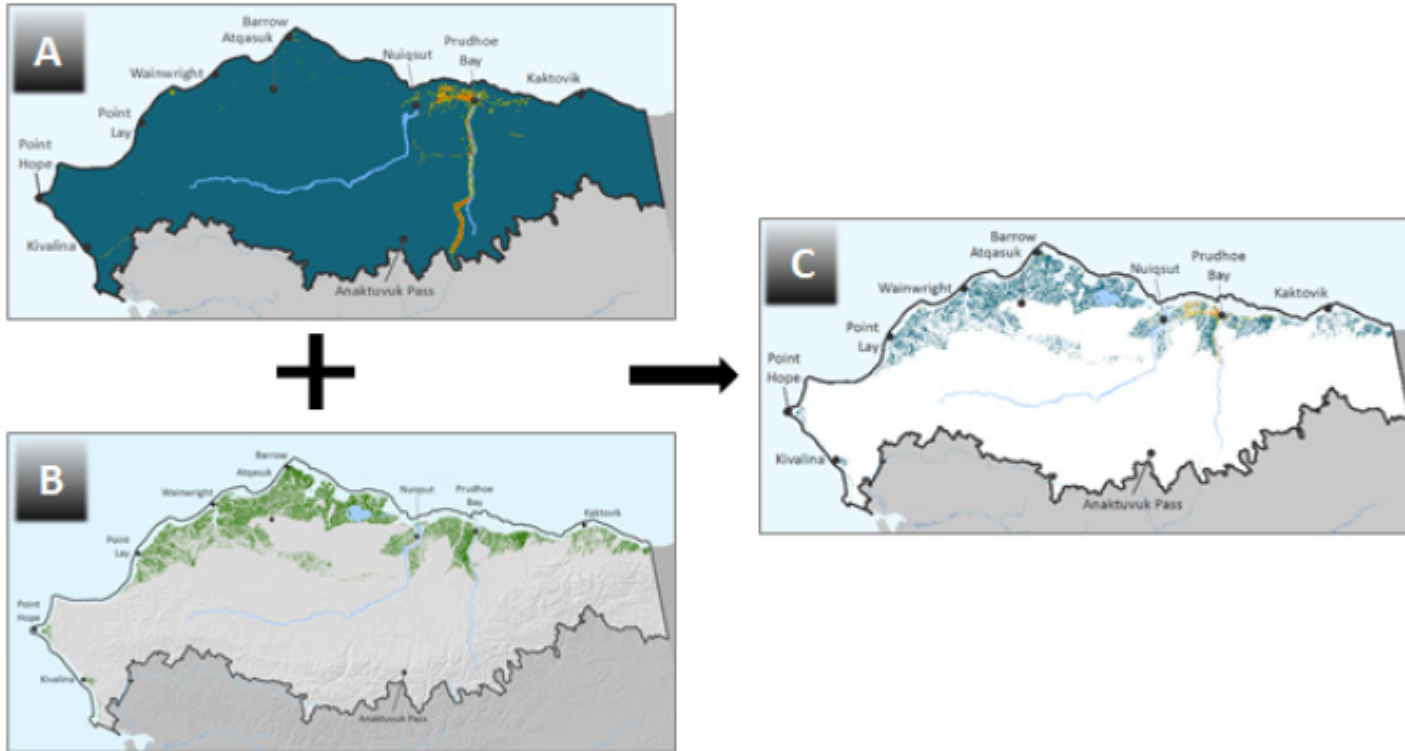 A
Barrow
Atqasuk
Nuiqsut
Prudhoe
Bay
Wainwright
Kaktovik
Point
Lay
Point
Hope
Kivalina
Anaktuvuk Pass
B
Barrow
Atqasuk
Wainwright
Nuiqsut
Prudhoe
Bay
Kaktovik
Point
Lay
Point
Hope
Kivalina
Anaktuvuk Pass
C
Barrow
Atqasuk
Nuiqsut
Prudhoe
Bay
Wainwright
Kaktovik
Point
Lay
Point
Hope
Kivalina
Anaktuvuk Pass